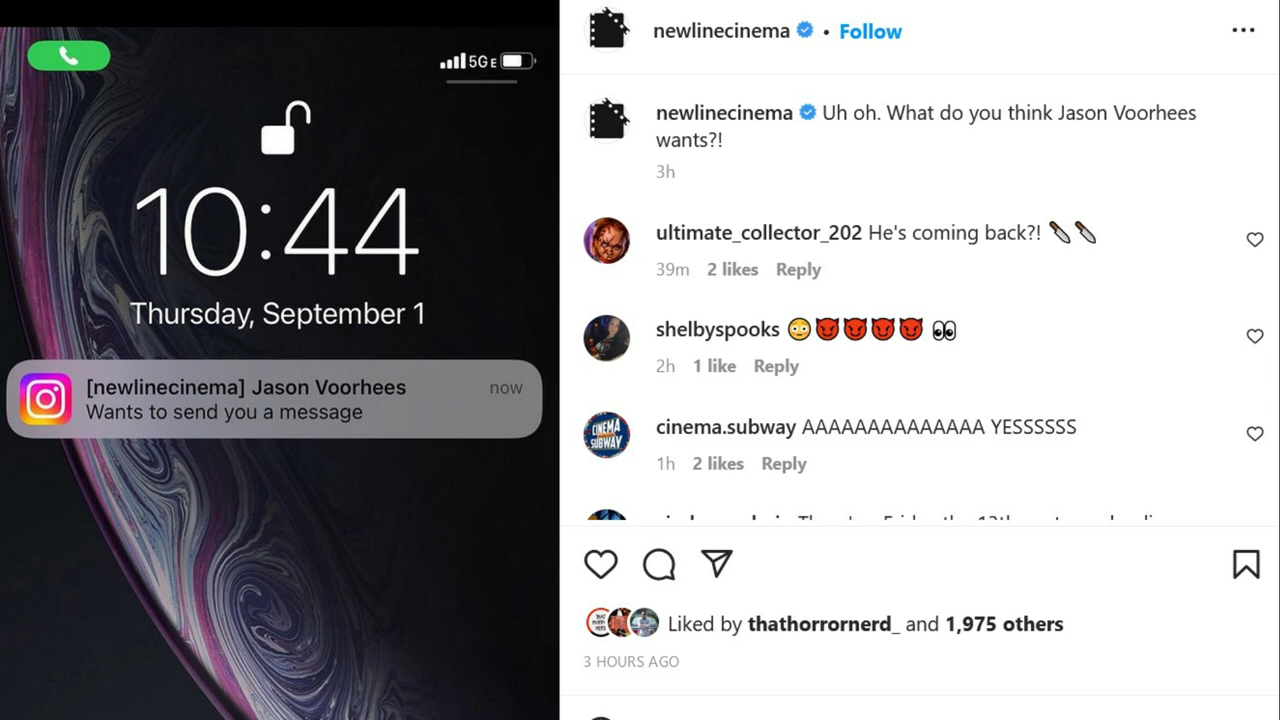 5GE
10:44
Thursday, September 1
[newlinecinema] Jason Voorhees now
Wants to send you a message
newlinecinema • Follow
newlinecinema Uh oh. What do you think Jason Voorhees
wants?!
3h
ultimate_collector_202 He's coming back?! 🔪🔪
39m 2 likes Reply
shelbyspooks 😳👿👿👿👿 👀
2h 1 like Reply
cinema.subway AAAAAAAAAAAAAA YESSSSSS
CINEMA
SUBWAY
1h 2 likes Reply
Liked by thathorrornerd_ and 1,975 others
3 HOURS AGO